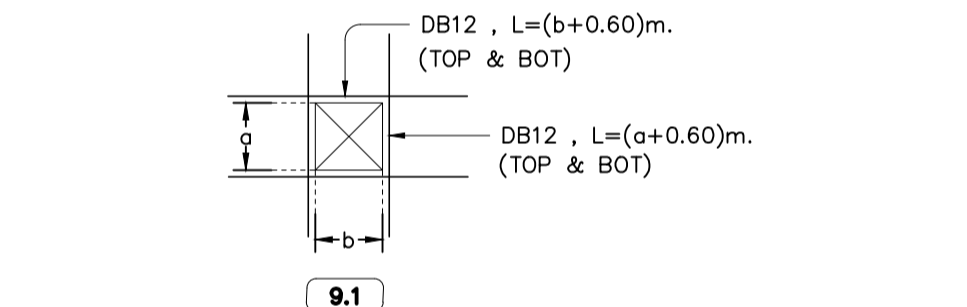 DB12 , L=(b+0.60)m.
(TOP & BOT)
a
DB12 , L=(a+0.60)m.
(TOP & BOT)
b
9.1